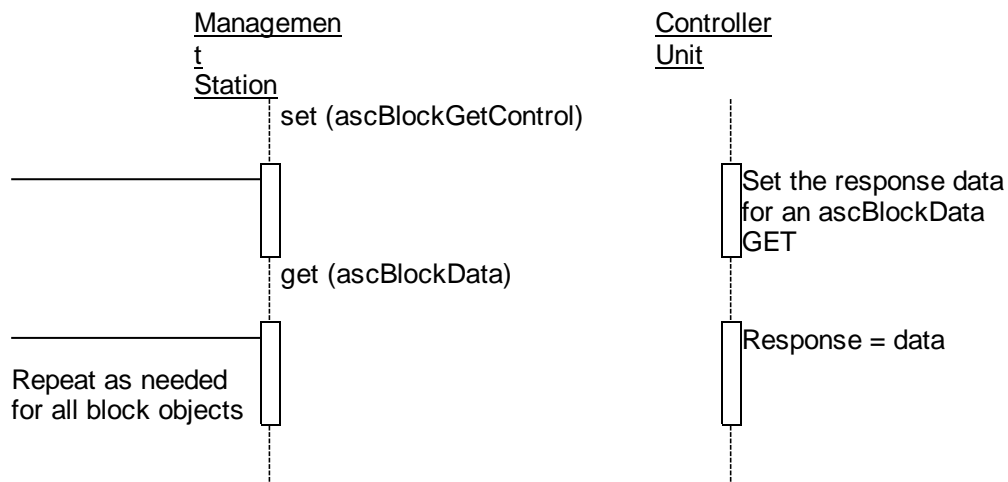 Managemen
t
Station
Controller
Unit
set (ascBlockGetControl)
Set the response data
for an ascBlockData
GET
get (ascBlockData)
Response = data
Repeat as needed
for all block objects